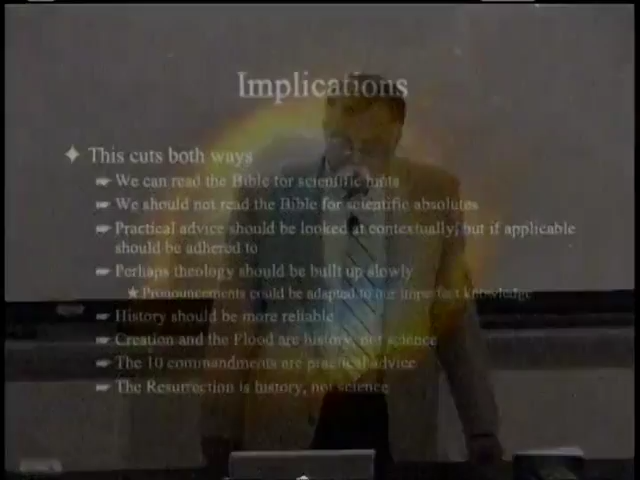 Implications
This cuts both ways
We can read the Bible for scientific hints
We should not read the Bible for scientific absolutes
Practical advice should be looked at contextually, but if applicable
should be adhered to
Perhaps theology should be built up slowly
Pronouncements could be adapted to our imperfect knowledge
History should be more reliable
Creation and the Flood are history, not science
The 10 commandments are practical advice
The Resurrection is history, not science